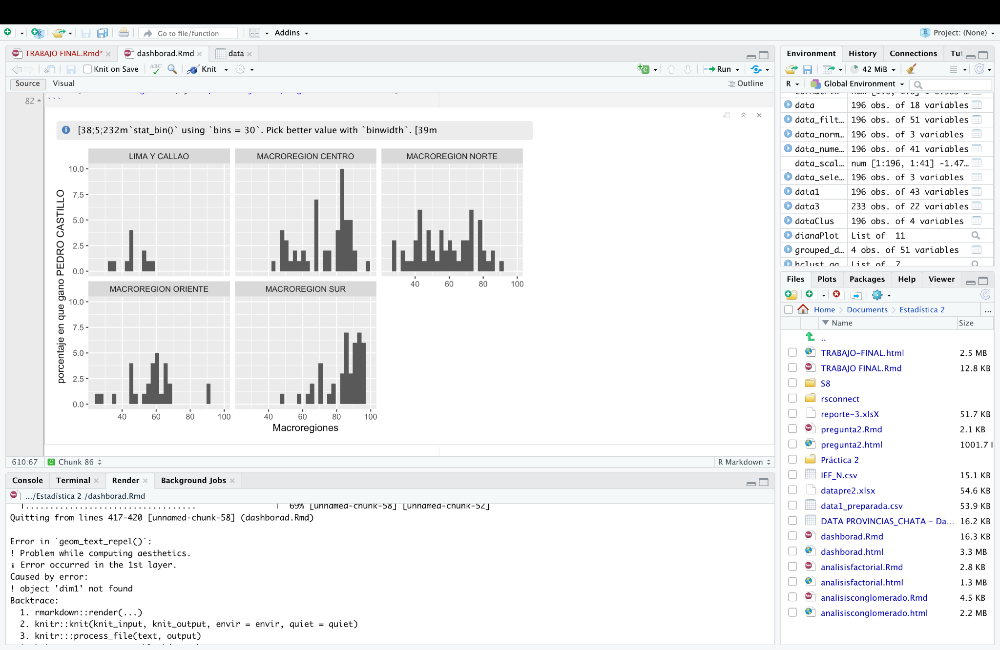 Go to file/function
Addins
Project: (None)
TRABAJO FINAL.Rmd*
dashborad.Rmd
data
Knit on Save
ABC
Knit
Run
Source
Visual
Outline
82
```
[38;5;232m`stat_bin()` using `bins = 30`. Pick better value with `binwidth`. [39m
LIMA Y CALLAO
MACROREGION CENTRO
MACROREGION NORTE
10.0
7.5
5.0
2.5
0.0
40 60 80 100
porcentaje en que gano PEDRO CASTILLO
MACROREGION ORIENTE
MACROREGION SUR
10.0
7.5
5.0
2.5
0.0
40 60 80 100
40 60 80 100
Macroregiones
610:67
C Chunk 86
R Markdown
Console
Terminal
Render
Background Jobs
.../Estadística 2 /dashborad.Rmd
|................................... | 69% [unnamed-chunk-58] [unnamed-chunk-52]
Quitting from lines 417-420 [unnamed-chunk-58] (dashborad.Rmd)
Error in `geom_text_repel()`:
! Problem while computing aesthetics.
ℹ Error occurred in the 1st layer.
Caused by error:
! object 'dim1' not found
Backtrace:
1. rmarkdown::render(...)
2. knitr::knit(knit_input, knit_output, envir = envir, quiet = quiet)
3. knitr:::process_file(text, output)
Environment
History
Connections
Tut
42 MiB
R
Global Environment
data 196 obs. of 18 variables
data_filt… 196 obs. of 51 variables
data_norm… 196 obs. of 3 variables
data_nume… 196 obs. of 41 variables
data_scal… num [1:196, 1:41] -1.47…
data_sele… 196 obs. of 3 variables
data1 196 obs. of 43 variables
data3 233 obs. of 22 variables
dataClus 196 obs. of 4 variables
dianaPlot List of 11
grouped_d… 4 obs. of 51 variables
hclust_ag… List of 7
Files
Plots
Packages
Help
Viewer
Home
Documents
Estadística 2
...
Name
Size
..
TRABAJO-FINAL.html 2.5 MB
TRABAJO FINAL.Rmd 12.8 KB
S8
rsconnect
reporte-3.xlsX 51.7 KB
pregunta2.Rmd 2.1 KB
pregunta2.html 1001.7
Práctica 2
IEF_N.csv 15.1 KB
datapre2.xlsx 54.6 KB
data1_preparada.csv 53.9 KB
DATA PROVINCIAS_CHATA - Da... 16.2 KB
dashborad.Rmd 16.3 KB
dashborad.html 3.3 MB
analisisfactorial.Rmd 2.8 KB
analisisfactorial.html 1.3 MB
analisisconglomerado.Rmd 4.5 KB
analisisconglomerado.html 2.2 MB